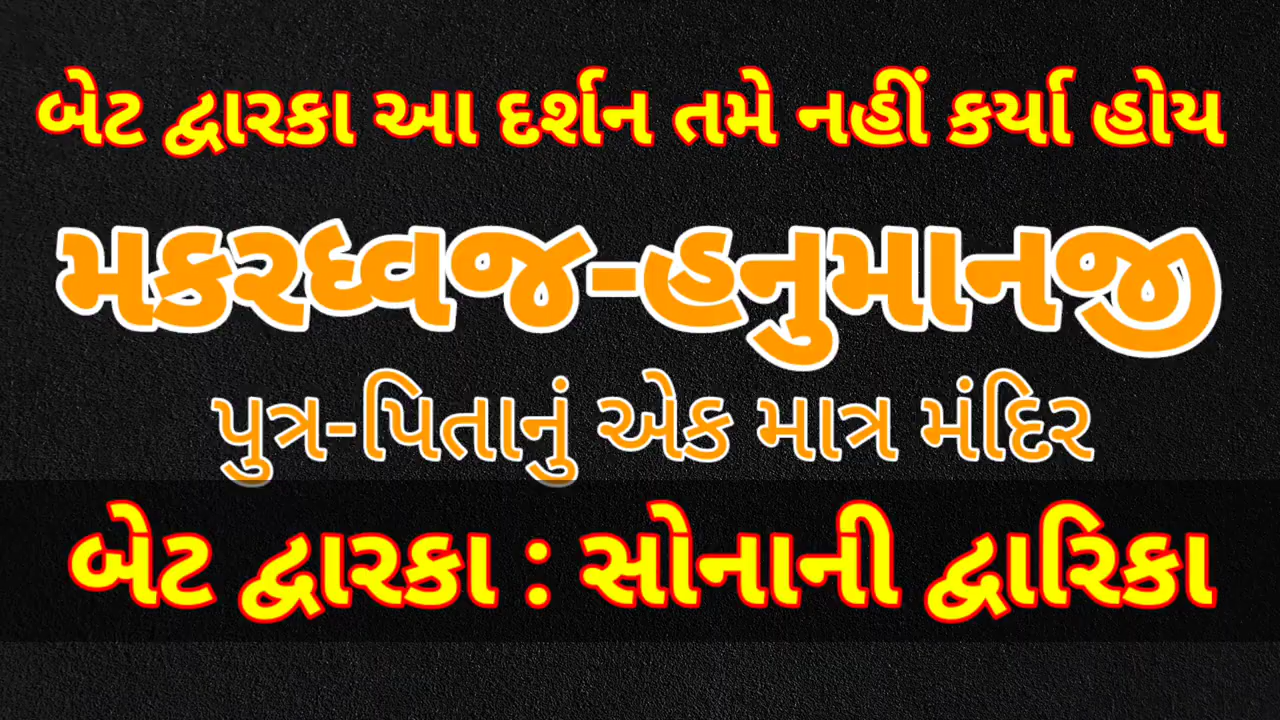 બેટ દ્વારકા આ દર્શન તમે નહીં કર્યા હોય
મકરધ્વજ-હનુમાનજી
પુત્ર-પિતાનું એક માત્ર મંદિર
બેટ દ્વારકા : સોનાની દ્વારિકા